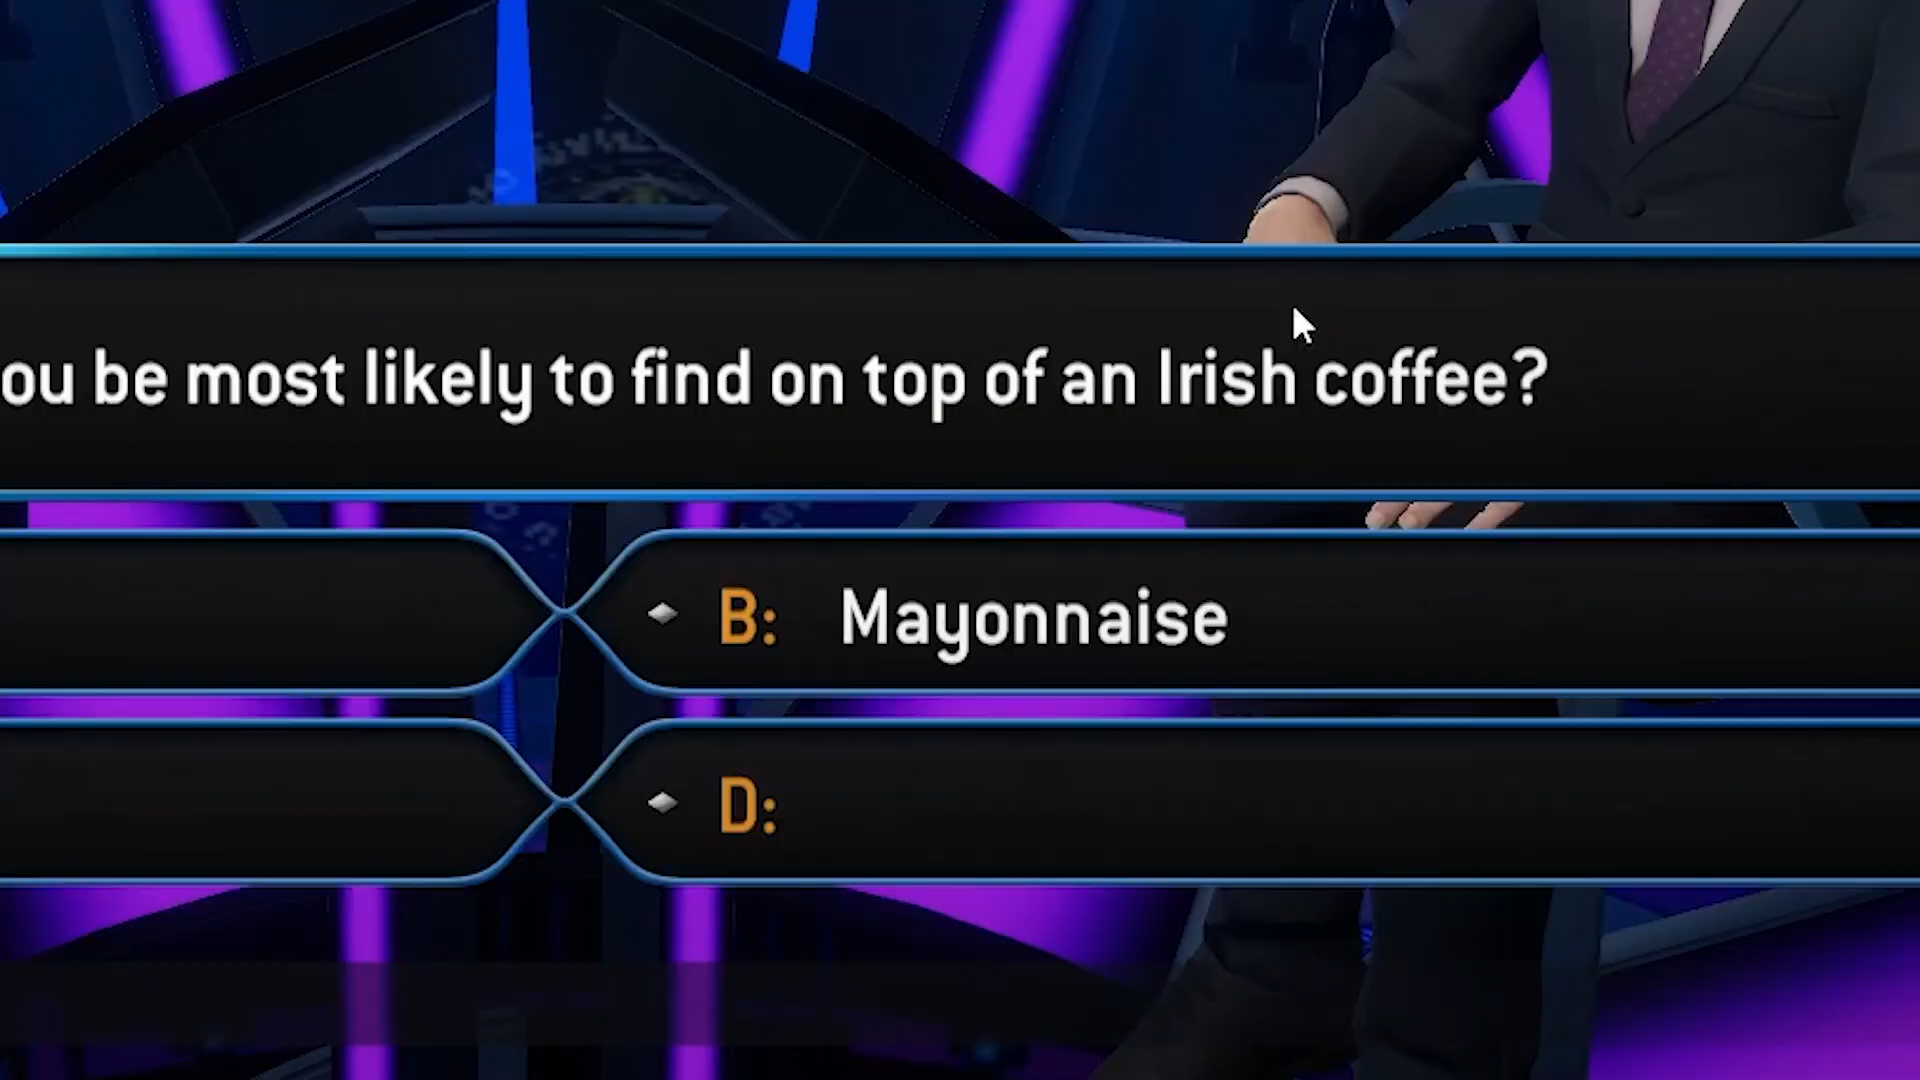 ou be most likely to find on top of an Irish coffee?
B: Mayonnaise
D: